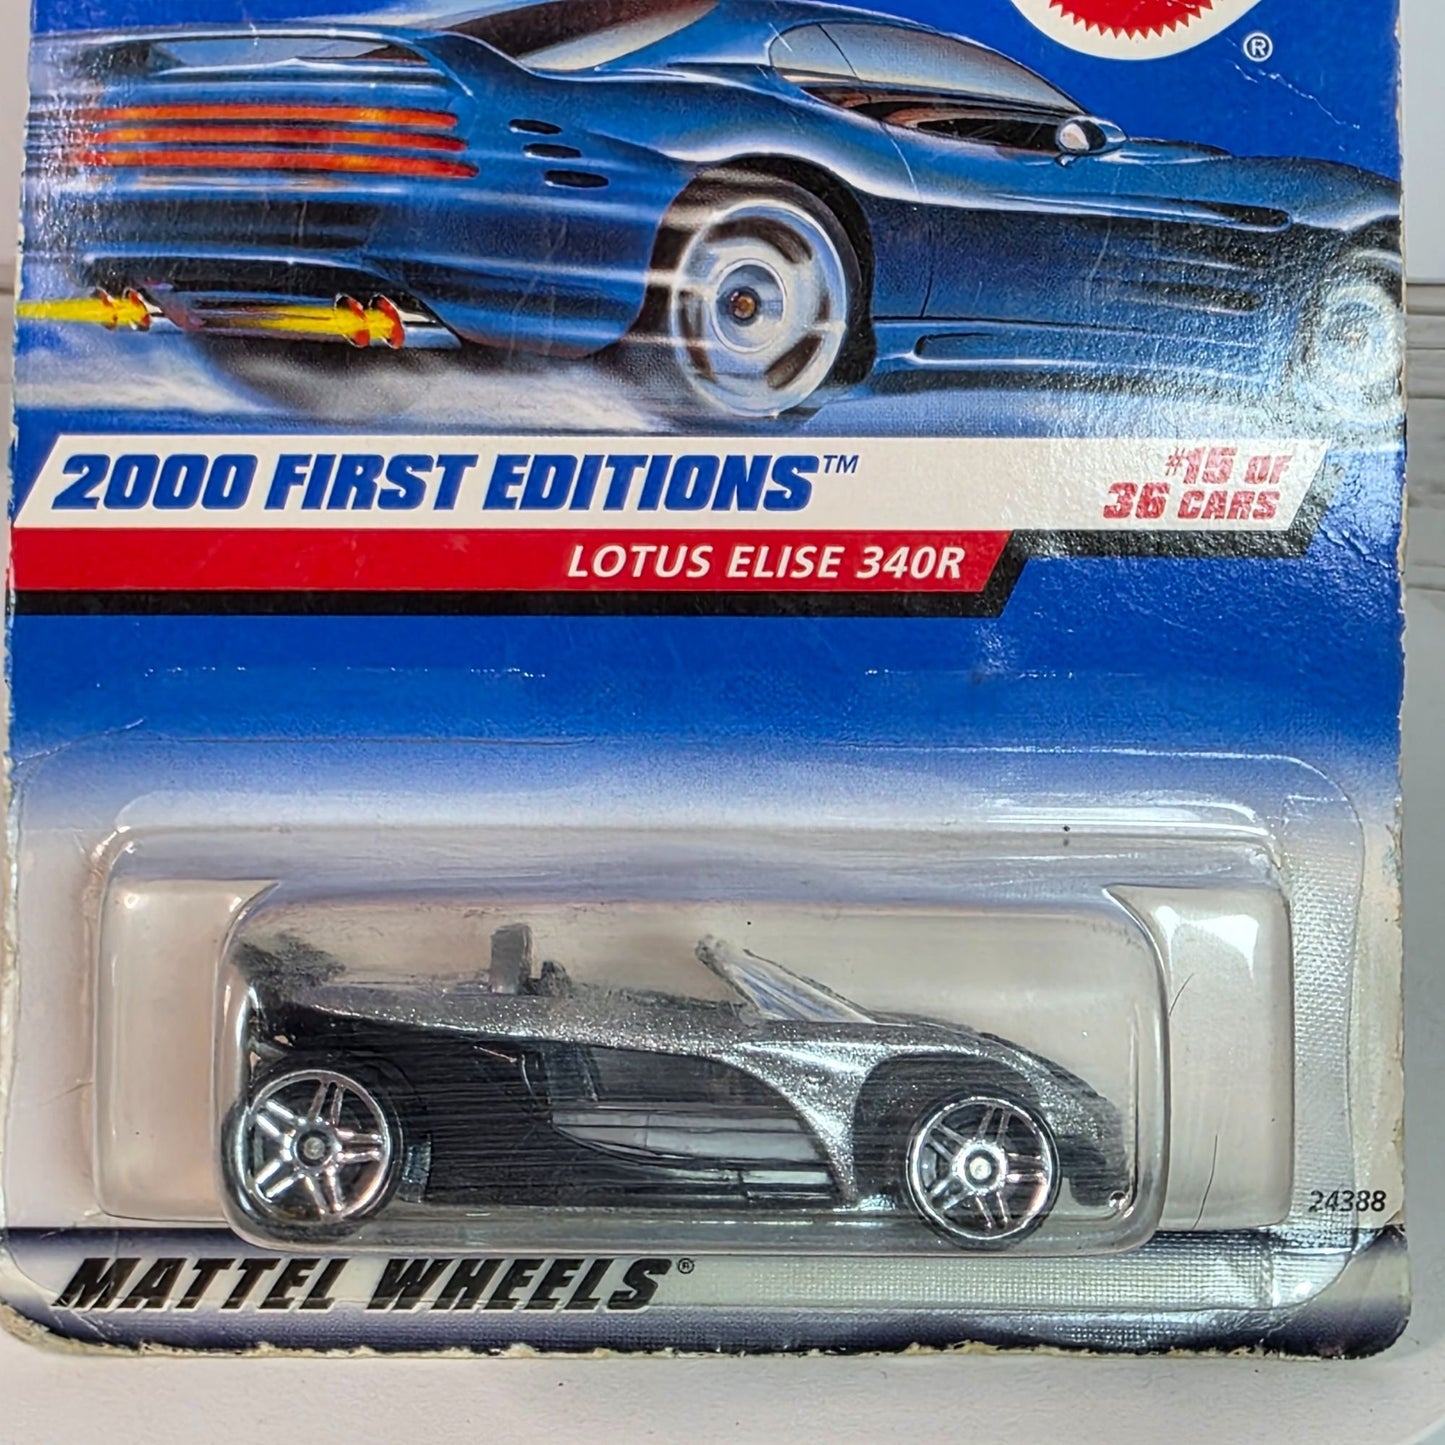 ®
2000 FIRST EDITIONS™
#15 OF
36 CARS
LOTUS ELISE 340R
24388
MATTEL WHEELS®